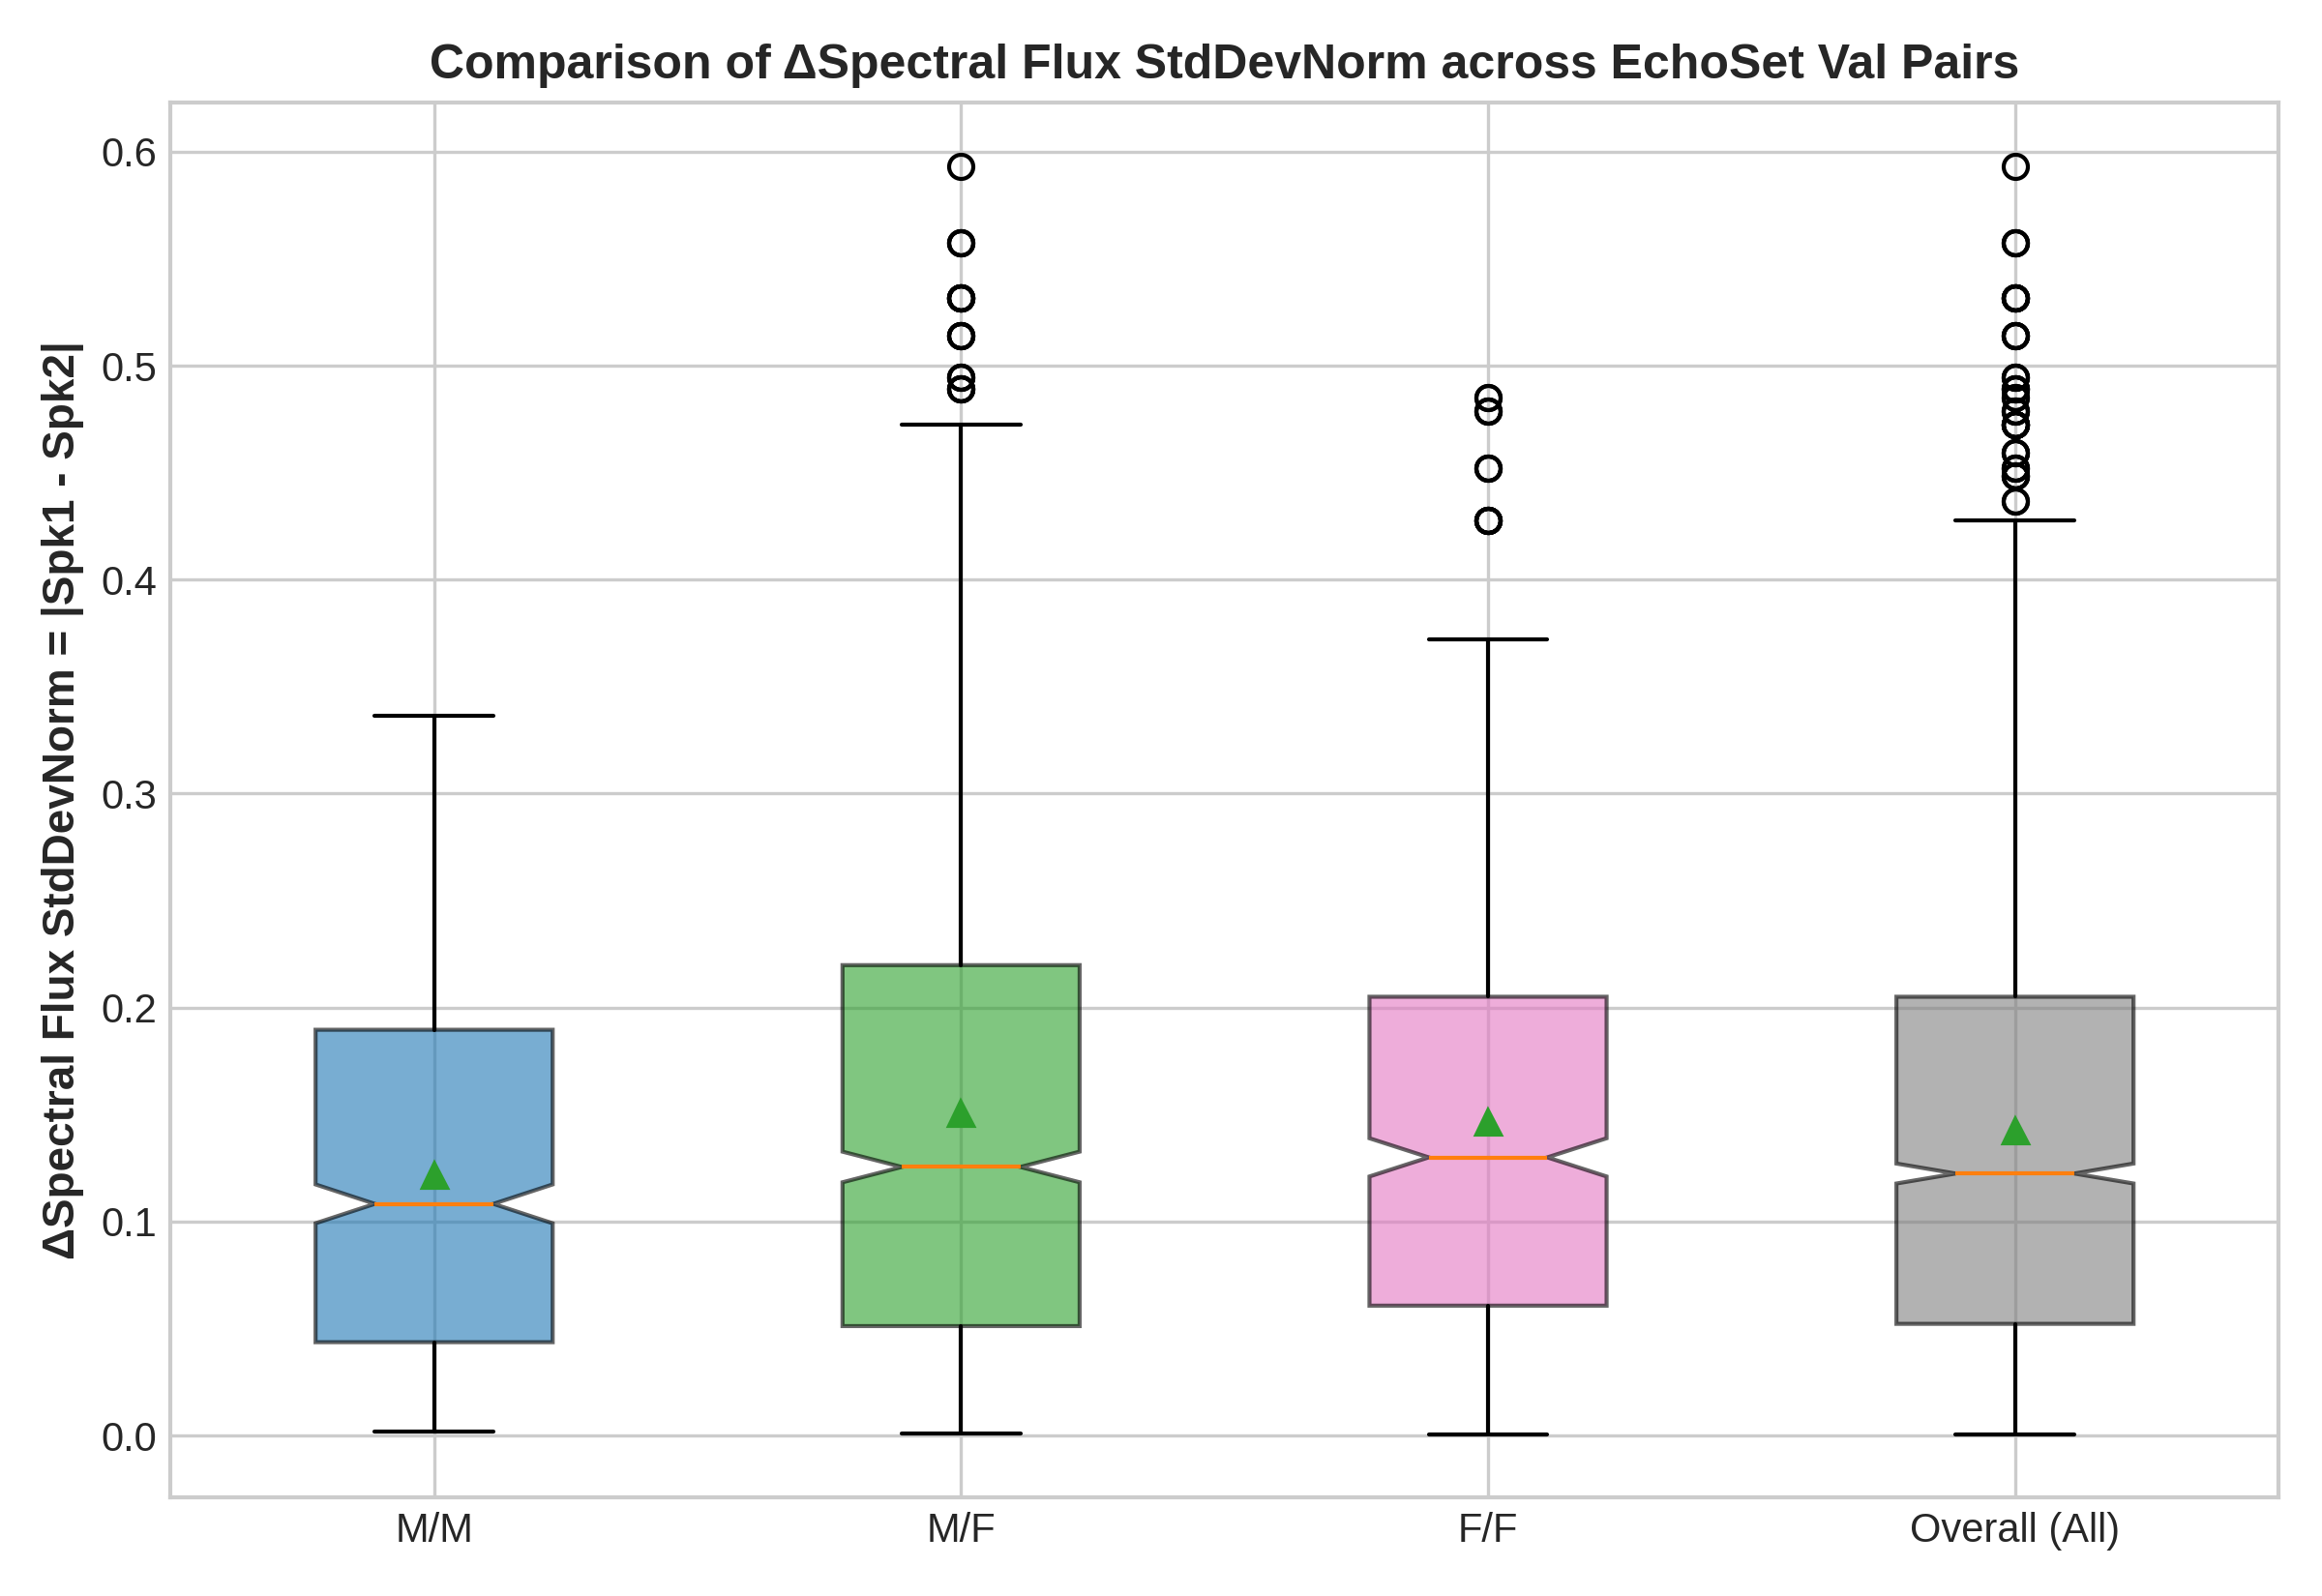 Comparison of ΔSpectral Flux StdDevNorm across EchoSet Val Pairs
ΔSpectral Flux StdDevNorm = |Spk1 - Spk2|
0.6
0.5
0.4
0.3
0.2
0.1
0.0
M/M
M/F
F/F
Overall (All)